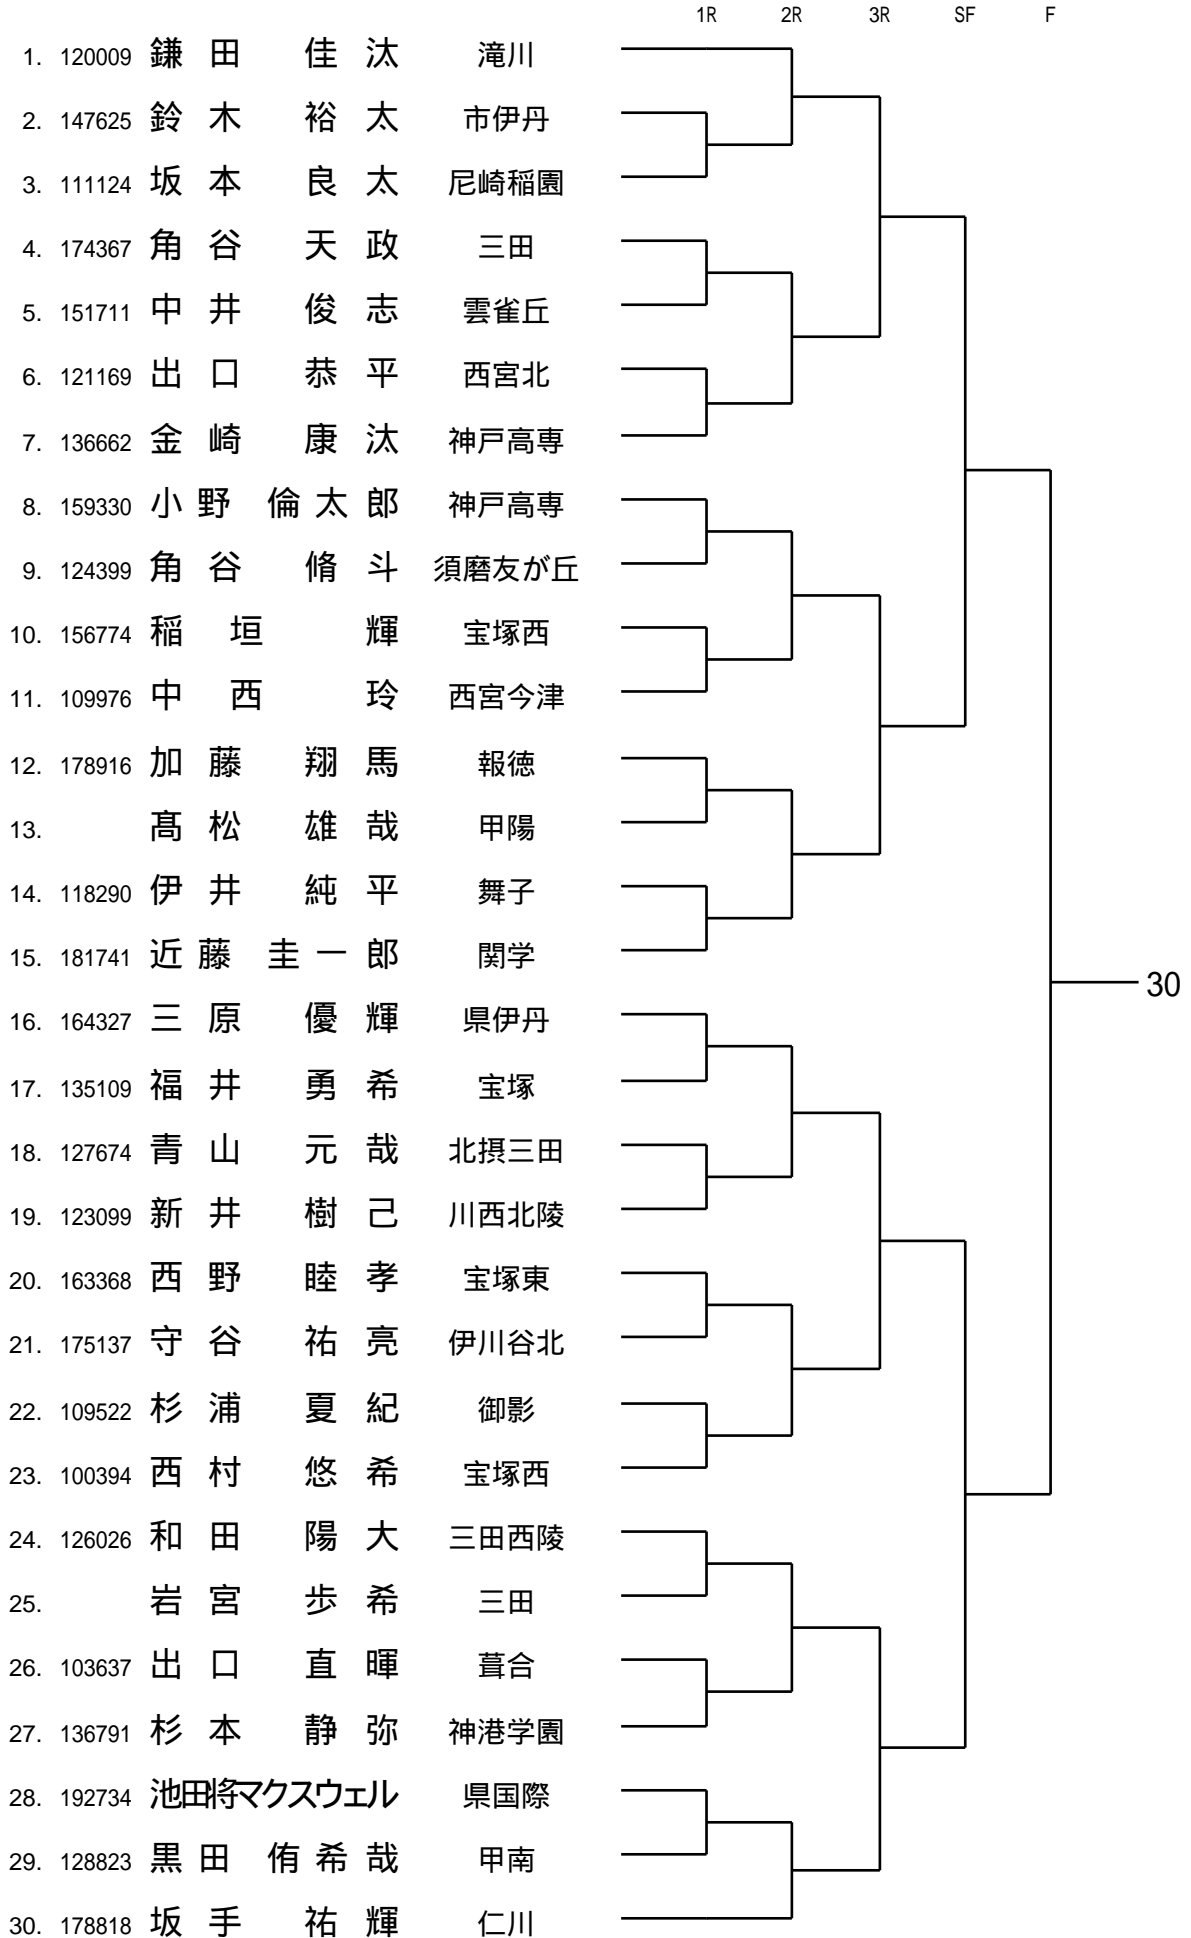 1R 2R 3R SF F
1. 120009 鎌田 佳汰 滝川
2. 147625 鈴木 裕太 市伊丹
3. 111124 坂本 良太 尼崎稲園
4. 174367 角谷 天政 三田
5. 151711 中井 俊志 雲雀丘
6. 121169 出口 恭平 西宮北
7. 136662 金崎 康汰 神戸高専
8. 159330 小野 倫太郎 神戸高専
9. 124399 角谷 脩斗 須磨友が丘
10. 156774 稲垣 輝 宝塚西
11. 109976 中西 玲 西宮今津
12. 178916 加藤 翔馬 報徳
13. 髙松 雄哉 甲陽
14. 118290 伊井 純平 舞子
15. 181741 近藤 圭一郎 関学
30
16. 164327 三原 優輝 県伊丹
17. 135109 福井 勇希 宝塚
18. 127674 青山 元哉 北摂三田
19. 123099 新井 樹己 川西北陵
20. 163368 西野 睦孝 宝塚東
21. 175137 守谷 祐亮 伊川谷北
22. 109522 杉浦 夏紀 御影
23. 100394 西村 悠希 宝塚西
24. 126026 和田 陽大 三田西陵
25. 岩宮 歩希 三田
26. 103637 出口 直暉 葺合
27. 136791 杉本 静弥 神港学園
28. 192734 池田将マクスウェル 県国際
29. 128823 黒田 侑希哉 甲南
30. 178818 坂手 祐輝 仁川